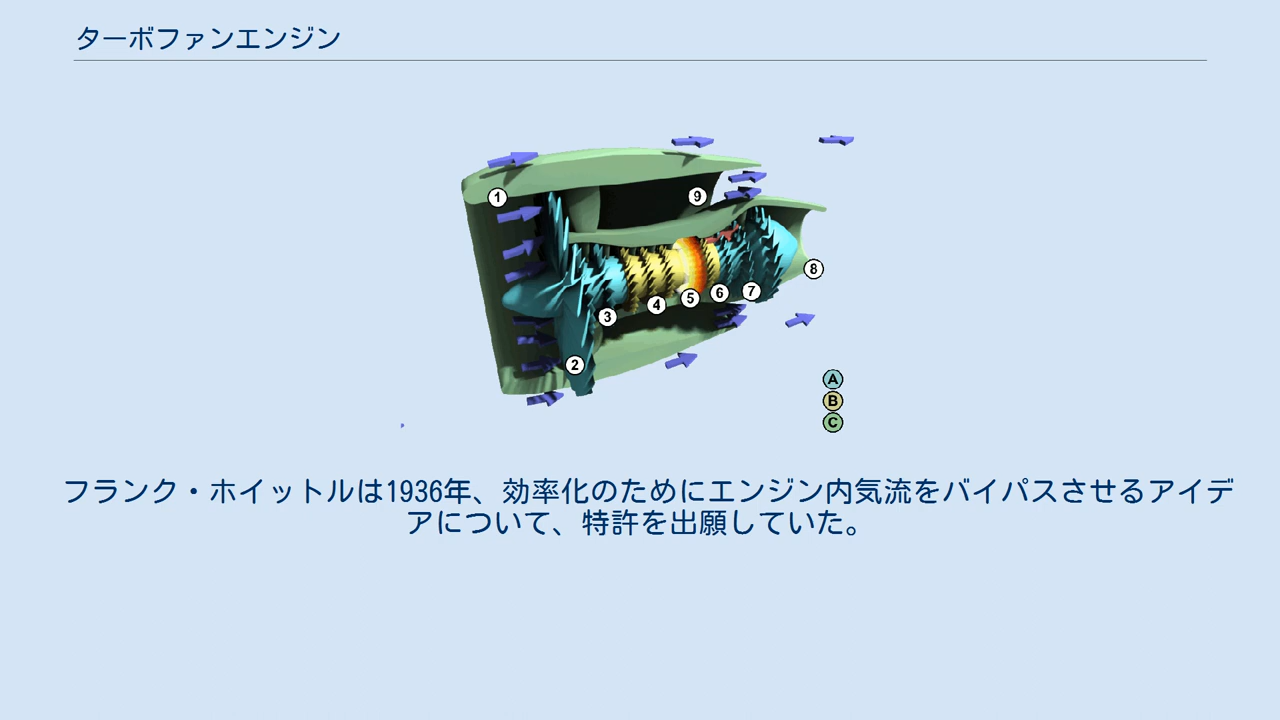 ターボファンエンジン
1
9
8
7
6
5
4
3
2
A
B
C
フランク・ホイットルは1936年、効率化のためにエンジン内気流をバイパスさせるアイデ
アについて、特許を出願していた。